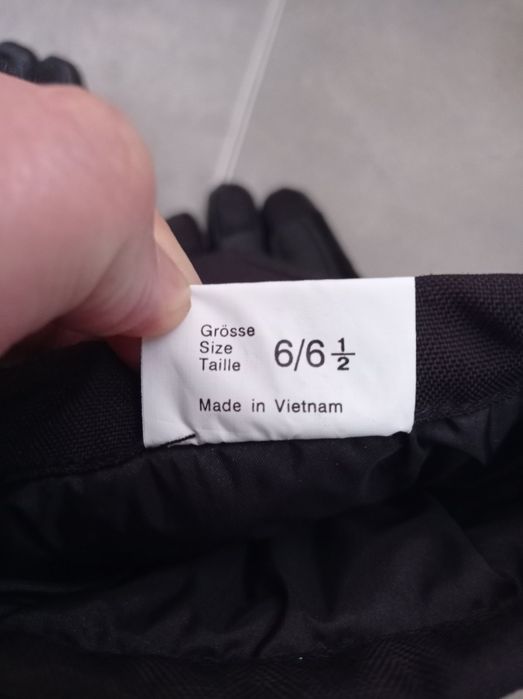 Grösse
Size
Taille
6/6 1/2
Made in Vietnam